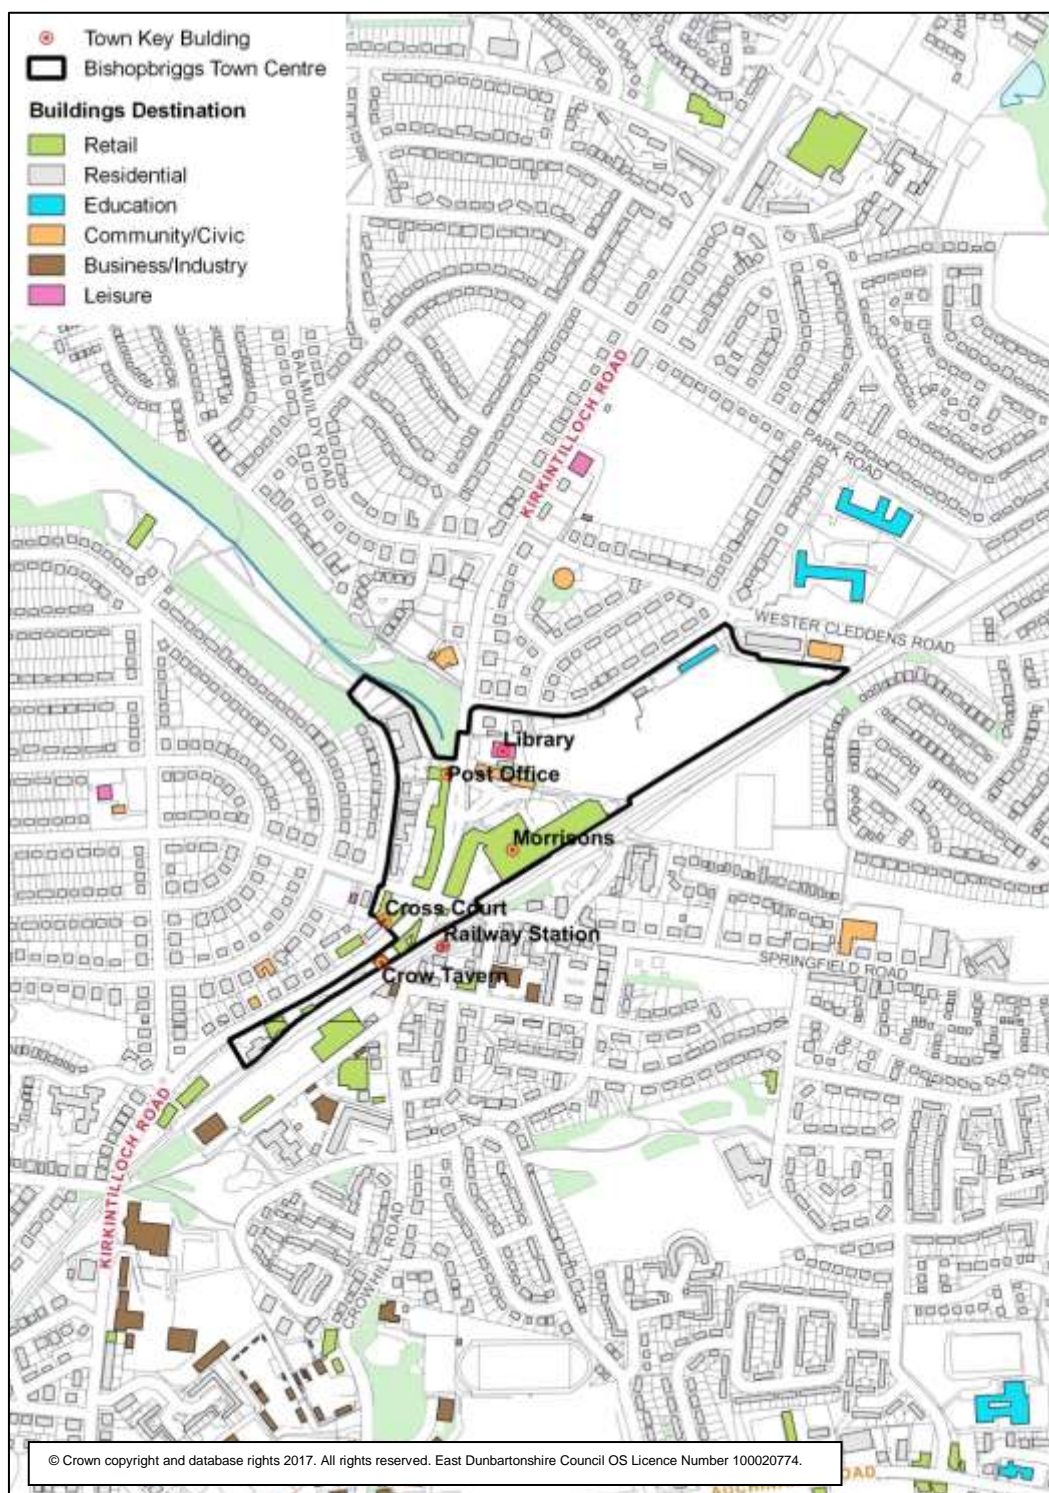 Town Key Bulding
Bishopbriggs Town Centre
Buildings Destination
Retail
Residential
Education
Community/Civic
Business/Industry
Leisure
BALMUILDY ROAD
KIRKINTILLOCH ROAD
PARK ROAD
WESTER CLEDDENS ROAD
Library
Post Office
Morrisons
Cross Court
Railway Station
Crow Tavern
SPRINGFIELD ROAD
KIRKINTILLOCH ROAD
CROWHILL ROAD
© Crown copyright and database rights 2017. All rights reserved. East Dunbartonshire Council OS Licence Number 100020774.
ROAD